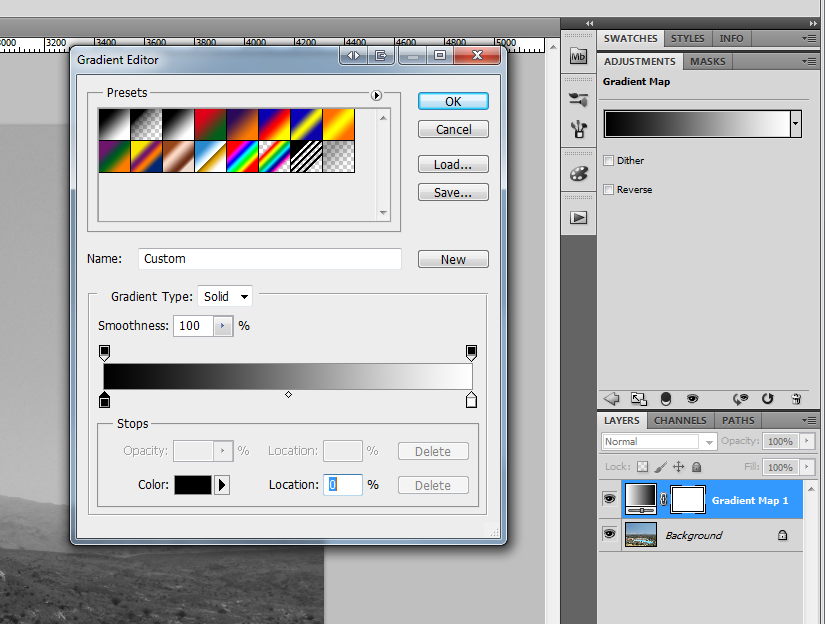 3000 3200 3400 3600 3800 4000 4200 4400 4600 4800 5000
Gradient Editor
Presets
OK
Cancel
Load...
Save...
Name: Custom
New
Gradient Type: Solid
Smoothness: 100 %
Stops
Opacity: % Location: % Delete
Color: Location: 0 % Delete
Mb
SWATCHES STYLES INFO
ADJUSTMENTS MASKS
Gradient Map
Dither
Reverse
LAYERS CHANNELS PATHS
Normal Opacity: 100%
Lock: Fill: 100%
Gradient Map 1
Background